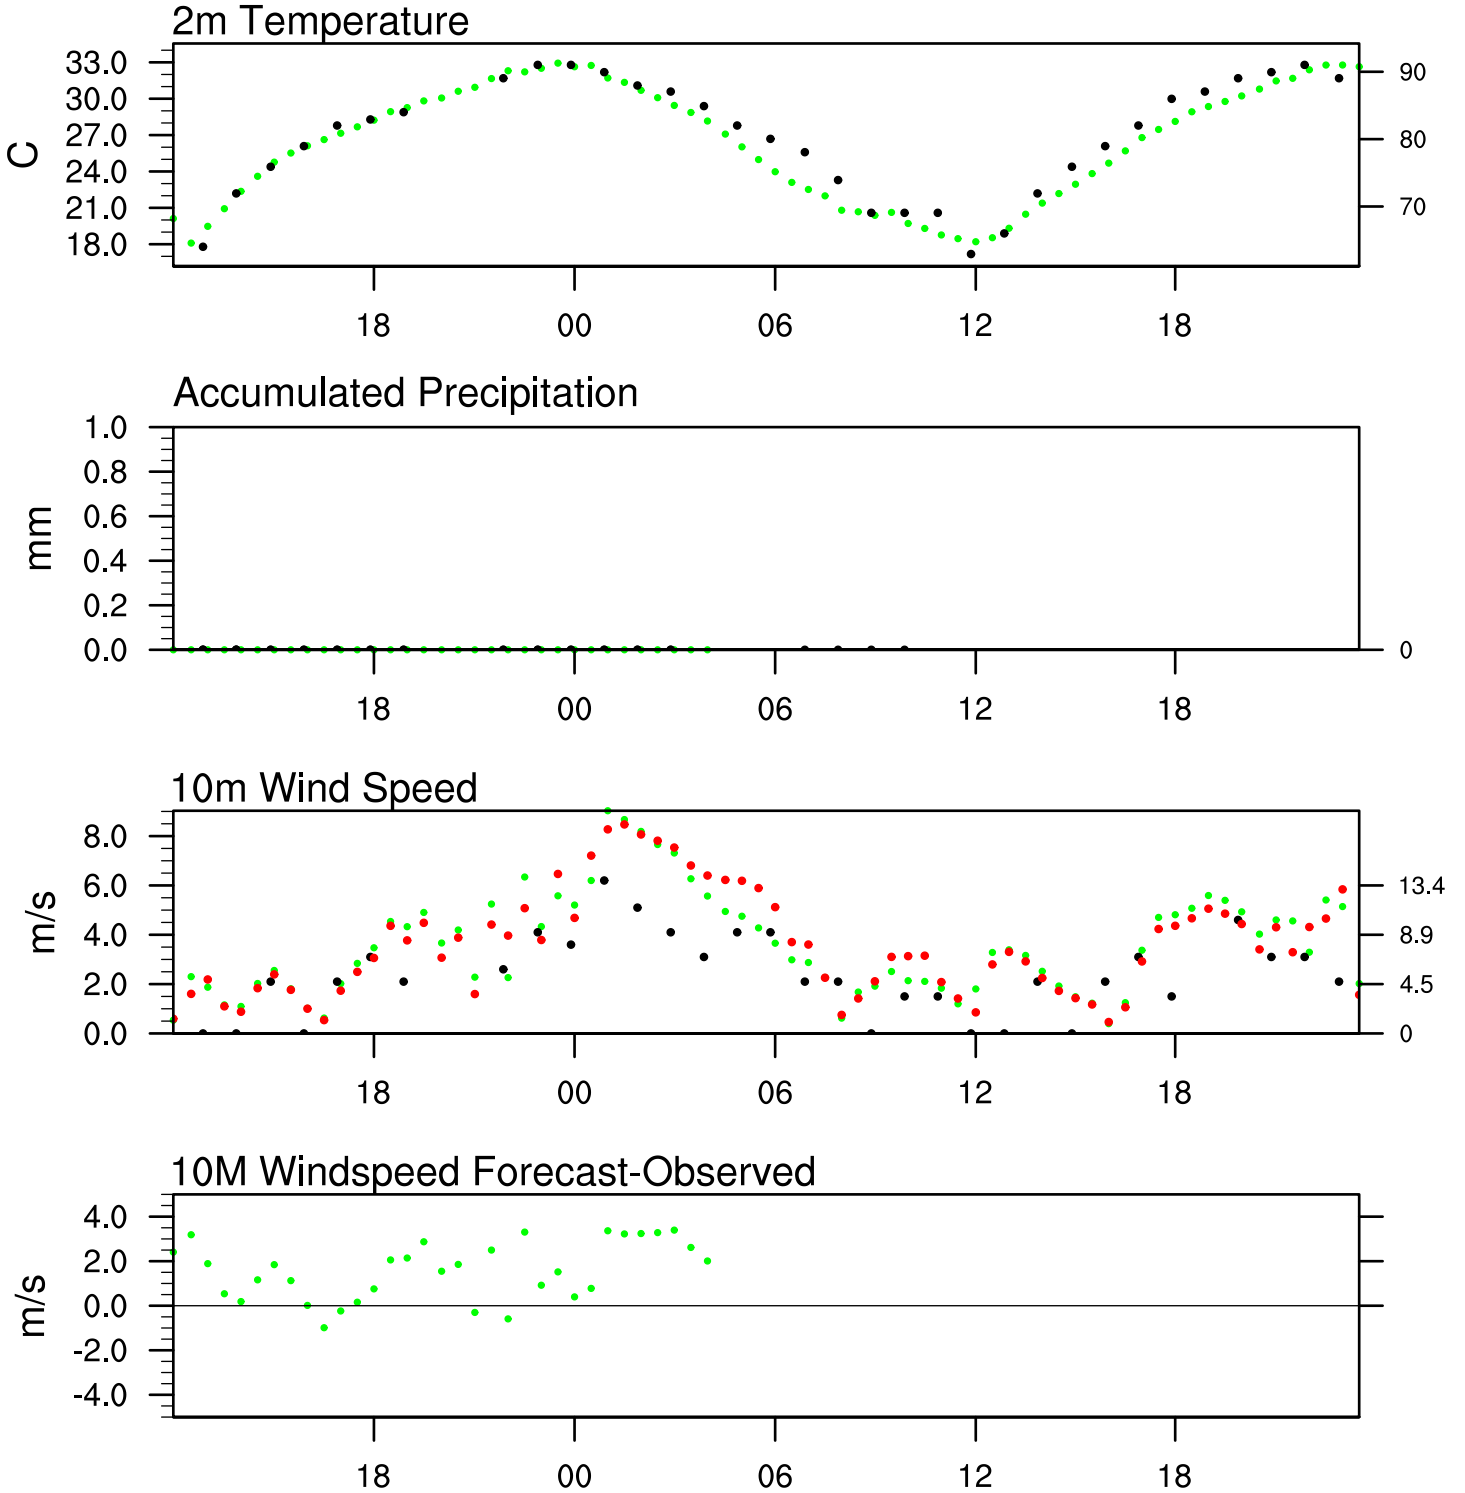 2m Temperature
33.0
30.0
27.0
24.0
21.0
18.0
C
90
80
70
18 00 06 12 18
Accumulated Precipitation
1.0
0.8
0.6
0.4
0.2
0.0
mm
0
18 00 06 12 18
10m Wind Speed
8.0
6.0
4.0
2.0
0.0
m/s
13.4
8.9
4.5
0
18 00 06 12 18
10M Windspeed Forecast-Observed
4.0
2.0
0.0
-2.0
-4.0
m/s
18 00 06 12 18